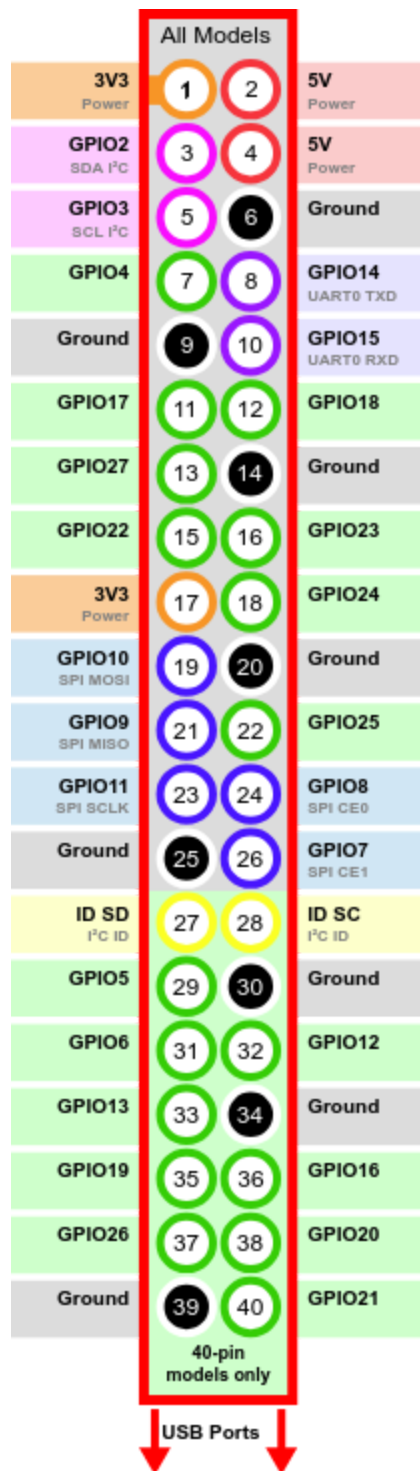 All Models
3V3 1 2 5V
Power Power
GPIO2 3 4 5V
SDA I²C Power
GPIO3 5 6 Ground
SCL I²C
GPIO4 7 8 GPIO14
UART0 TXD
Ground 9 10 GPIO15
UART0 RXD
GPIO17 11 12 GPIO18
GPIO27 13 14 Ground
GPIO22 15 16 GPIO23
3V3 17 18 GPIO24
Power
GPIO10 19 20 Ground
SPI MOSI
GPIO9 21 22 GPIO25
SPI MISO
GPIO11 23 24 GPIO8
SPI SCLK SPI CE0
Ground 25 26 GPIO7
SPI CE1
ID SD 27 28 ID SC
I²C ID I²C ID
GPIO5 29 30 Ground
GPIO6 31 32 GPIO12
GPIO13 33 34 Ground
GPIO19 35 36 GPIO16
GPIO26 37 38 GPIO20
Ground 39 40 GPIO21
40-pin
models only
USB Ports